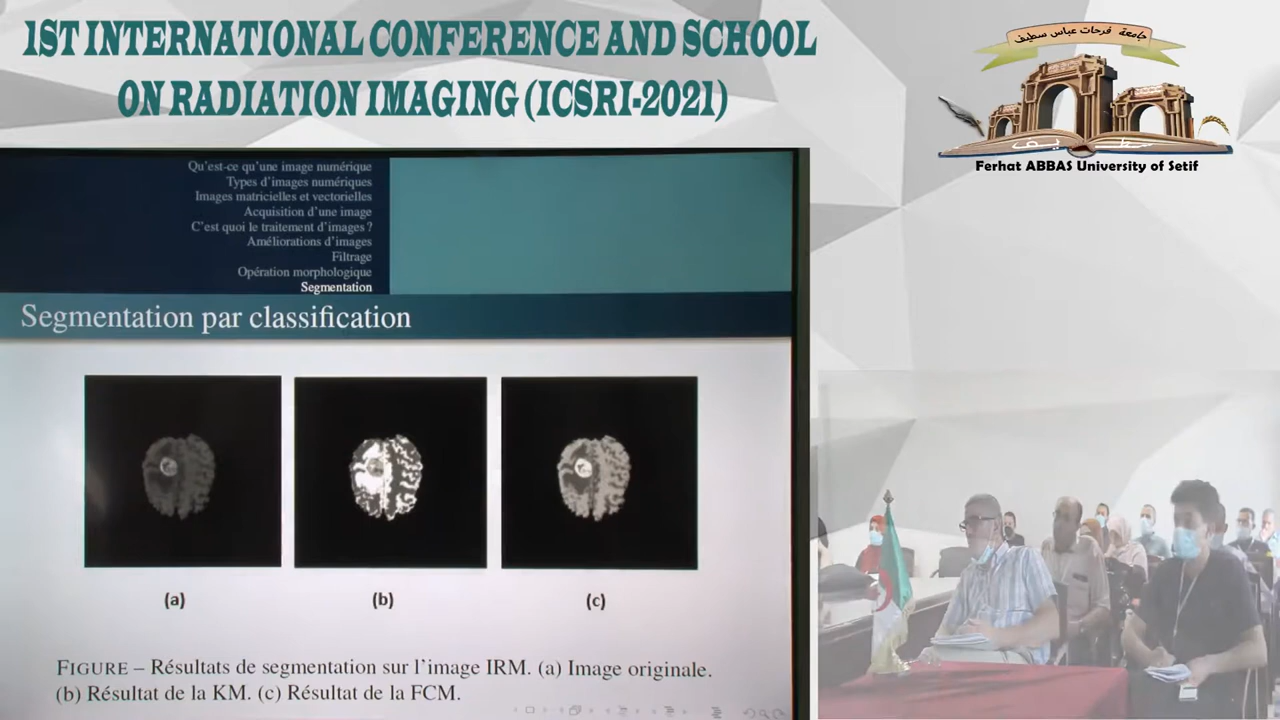 1ST INTERNATIONAL CONFERENCE AND SCHOOL
ON RADIATION IMAGING (ICSRI-2021)
جامعة فرحات عباس سطيف
سطيف
Ferhat ABBAS University of Setif
Qu'est-ce qu'une image numérique
Types d'images numériques
Images matricielles et vectorielles
Acquisition d'une image
C'est quoi le traitement d'images ?
Améliorations d'images
Filtrage
Opération morphologique
Segmentation
Segmentation par classification
(a)
(b)
(c)
FIGURE – Résultats de segmentation sur l'image IRM. (a) Image originale.
(b) Résultat de la KM. (c) Résultat de la FCM.